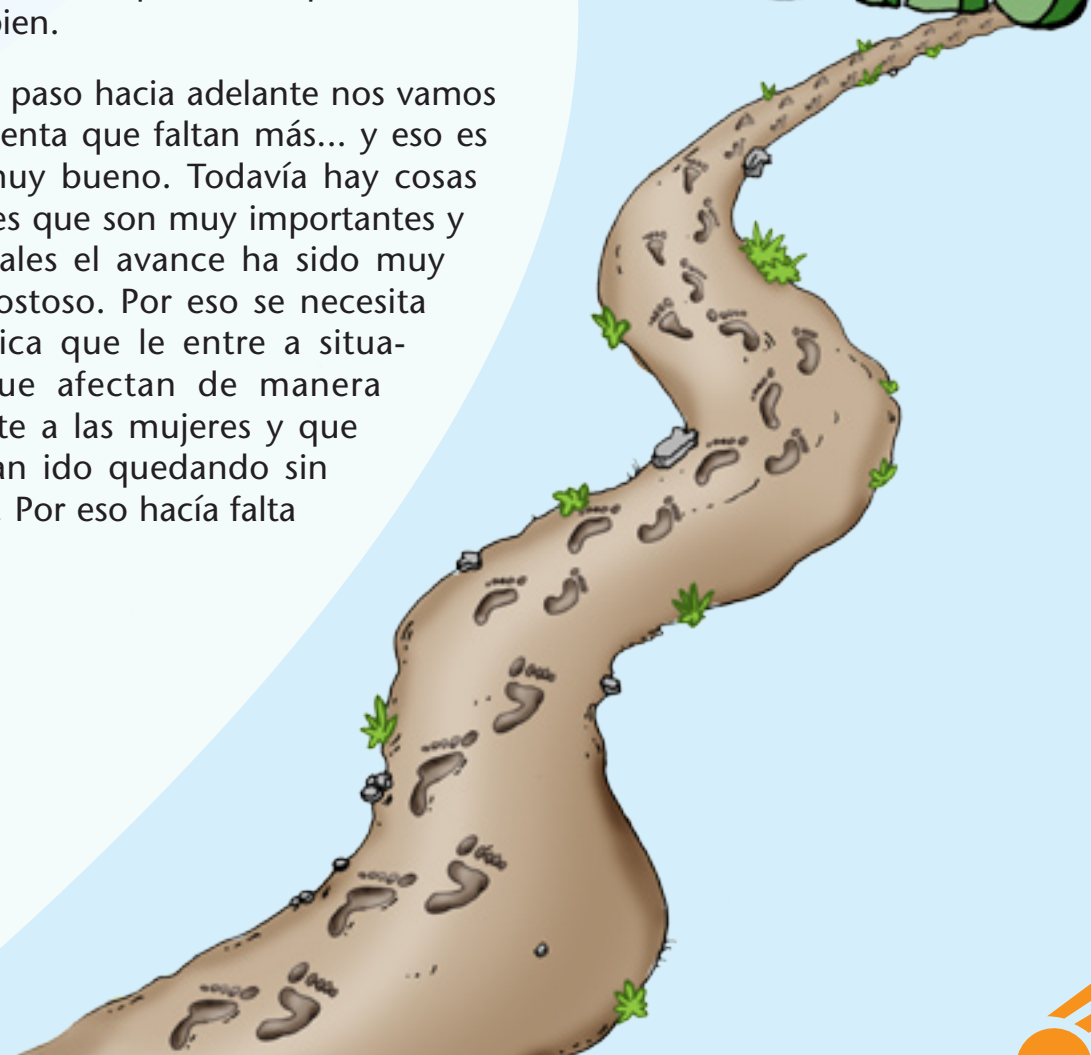 bien.
paso hacia adelante nos vamos
enta que faltan más... y eso es
muy bueno. Todavía hay cosas
es que son muy importantes y
ales el avance ha sido muy
ostoso. Por eso se necesita
ica que le entre a situa-
ue afectan de manera
te a las mujeres y que
an ido quedando sin
Por eso hacía falta